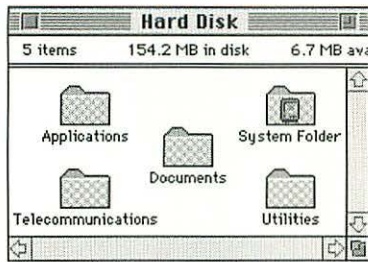 Hard Disk
5 items 154.2 MB in disk 6.7 MB ava
Applications
System Folder
Documents
Telecommunications
Utilities